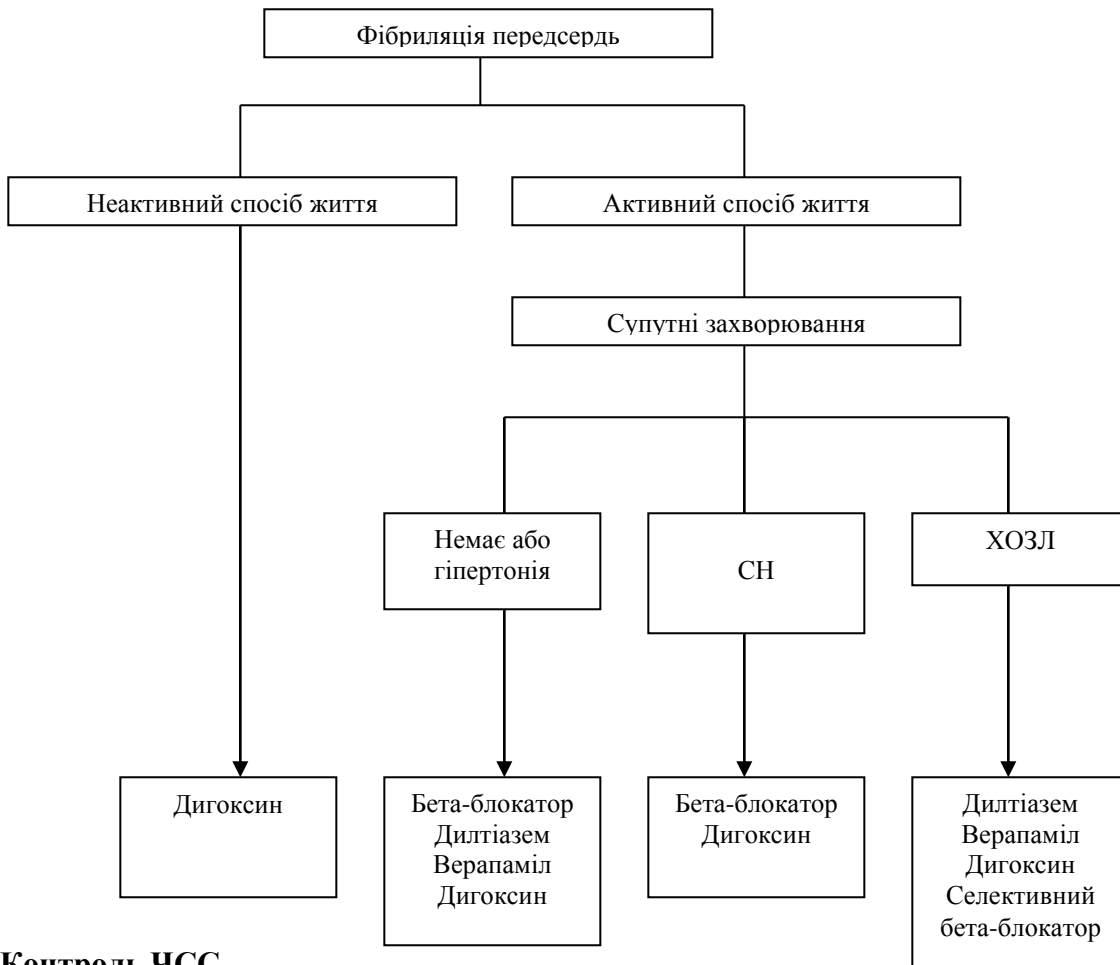 Фібриляція передсердь
Неактивний спосіб життя
Активний спосіб життя
Супутні захворювання
Немає або
гіпертонія
СН
ХОЗЛ
Дигоксин
Бета-блокатор
Дилтіазем
Верапаміл
Дигоксин
Бета-блокатор
Дигоксин
Дилтіазем
Верапаміл
Дигоксин
Селективний
бета-блокатор
Контроль ЧСС